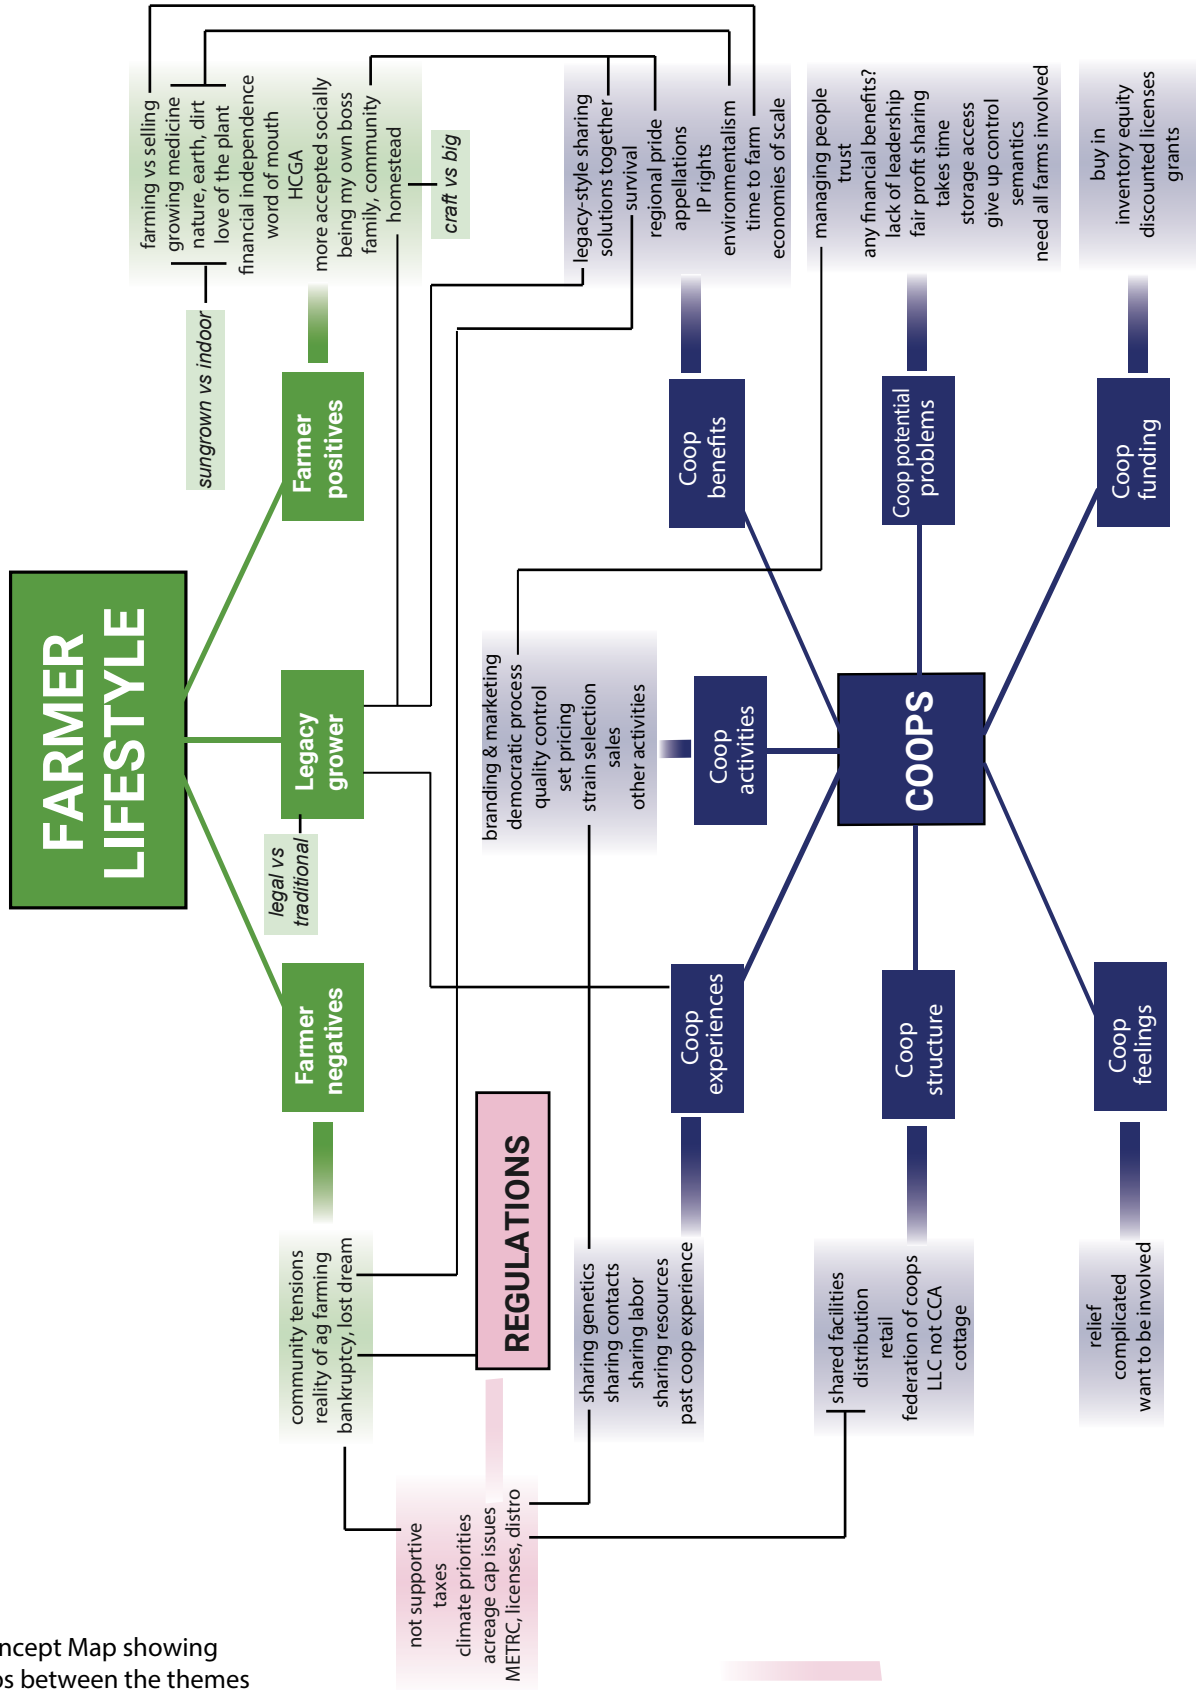 FARMER
LIFESTYLE
Farmer
negatives
Legacy
grower
Farmer
positives
legal vs
traditional
sungrown vs indoor
craft vs big
community tensions
reality of ag farming
bankruptcy, lost dream
farming vs selling
growing medicine
nature, earth, dirt
love of the plant
financial independence
word of mouth
HCGA
more accepted socially
being my own boss
family, community
homestead
REGULATIONS
not supportive
taxes
climate priorities
acreage cap issues
METRC, licenses, distro
branding & marketing
democratic process
quality control
set pricing
strain selection
sales
other activities
sharing genetics
sharing contacts
sharing labor
sharing resources
past coop experience
Coop
experiences
Coop
activities
Coop
benefits
legacy-style sharing
solutions together
survival
regional pride
appellations
IP rights
environmentalism
time to farm
economies of scale
COOPS
shared facilities
distribution
retail
federation of coops
LLC not CCA
cottage
Coop
structure
Coop potential
problems
managing people
trust
any financial benefits?
lack of leadership
fair profit sharing
takes time
storage access
give up control
semantics
need all farms involved
relief
complicated
want to be involved
Coop
feelings
Coop
funding
buy in
inventory equity
discounted licenses
grants
ncept Map showing
os between the themes